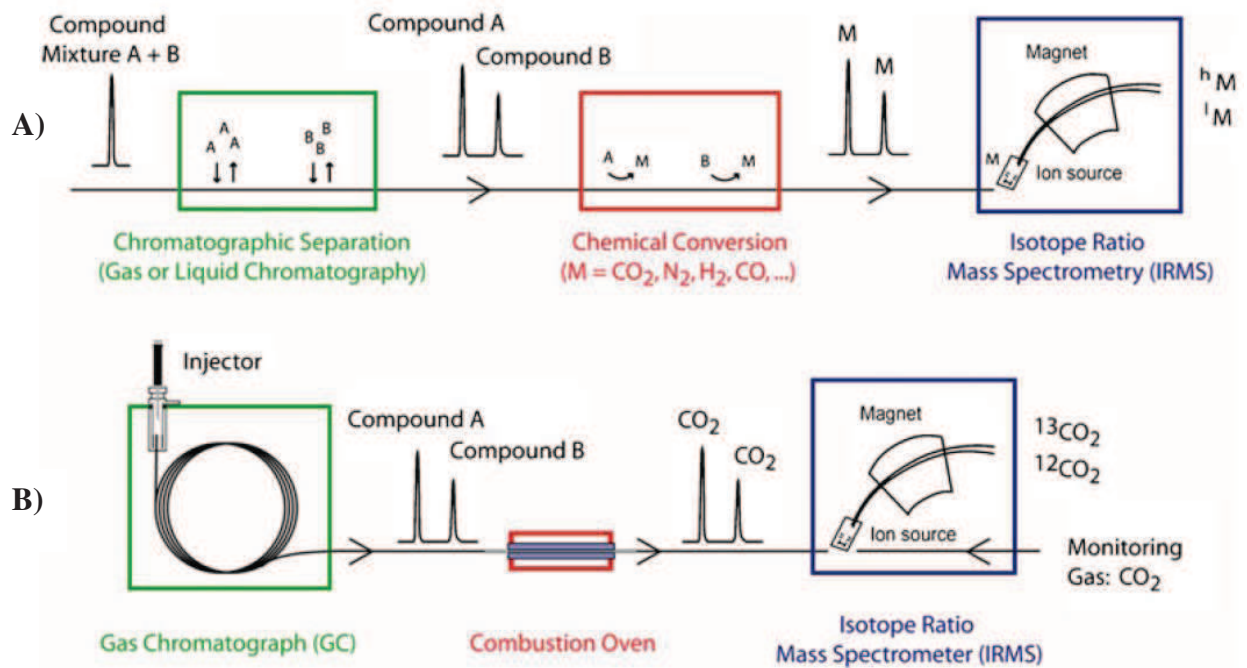 A)
Compound
Mixture A + B
A
A
A
B
B
B
Chromatographic Separation
(Gas or Liquid Chromatography)
Compound A
Compound B
A
M
B
M
Chemical Conversion
(M = CO₂, N₂, H₂, CO, ...)
M
M
Magnet
M
Ion source
ʰM
ˡM
Isotope Ratio
Mass Spectrometry (IRMS)
B)
Injector
Gas Chromatograph (GC)
Compound A
Compound B
Combustion Oven
CO₂
CO₂
Magnet
Ion source
¹³CO₂
¹²CO₂
Monitoring
Gas: CO₂
Isotope Ratio
Mass Spectrometer (IRMS)